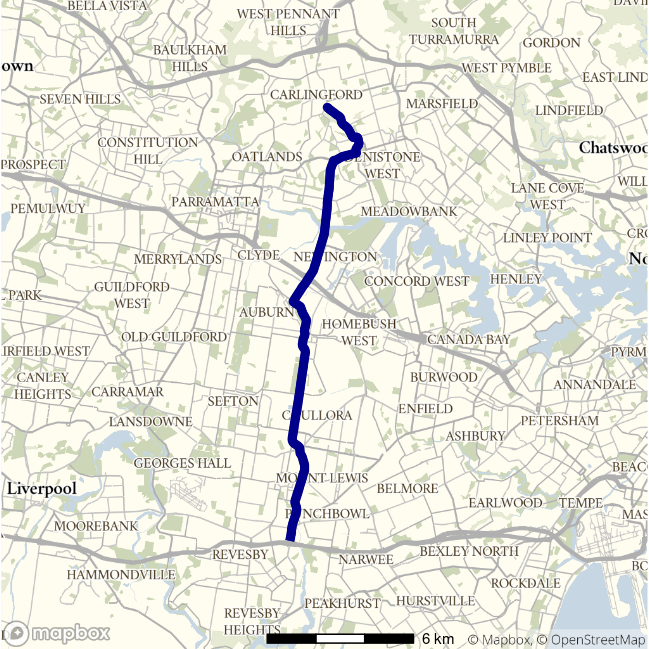 BELLA VISTA
WEST PENNANT
HILLS
SOUTH
TURRAMURRA
GORDON
BAULKHAM
HILLS
own
WEST PYMBLE
EAST LIND
CARLINGFORD
SEVEN HILLS
MARSFIELD
LINDFIELD
CONSTITUTION
HILL
Chatswoo
OATLANDS
DENISTONE
WEST
PROSPECT
LANE COVE
WEST
WILL
PARRAMATTA
PEMULWUY
MEADOWBANK
CRO
LINLEY POINT
CLYDE
NEWINGTON
MERRYLANDS
No
CONCORD WEST
HENLEY
GUILDFORD
WEST
L PARK
AUBURN
HOMEBUSH
WEST
OLD GUILDFORD
CANADA BAY
IRFIELD WEST
PYRM
CANLEY
HEIGHTS
BURWOOD
ANNANDALE
CARRAMAR
SEFTON
ENFIELD
CHULLORA
LANSDOWNE
PETERSHAM
ASHBURY
GEORGES HALL
BEAC
MOUNT LEWIS
Liverpool
BELMORE
EARLWOOD
TEMPE
PUNCHBOWL
MAS
MOOREBANK
REVESBY
BEXLEY NORTH
NARWEE
BO
HAMMONDVILLE
ROCKDALE
PEAKHURST
HURSTVILLE
REVESBY
HEIGHTS
mapbox
6 km
© Mapbox, © OpenStreetMap